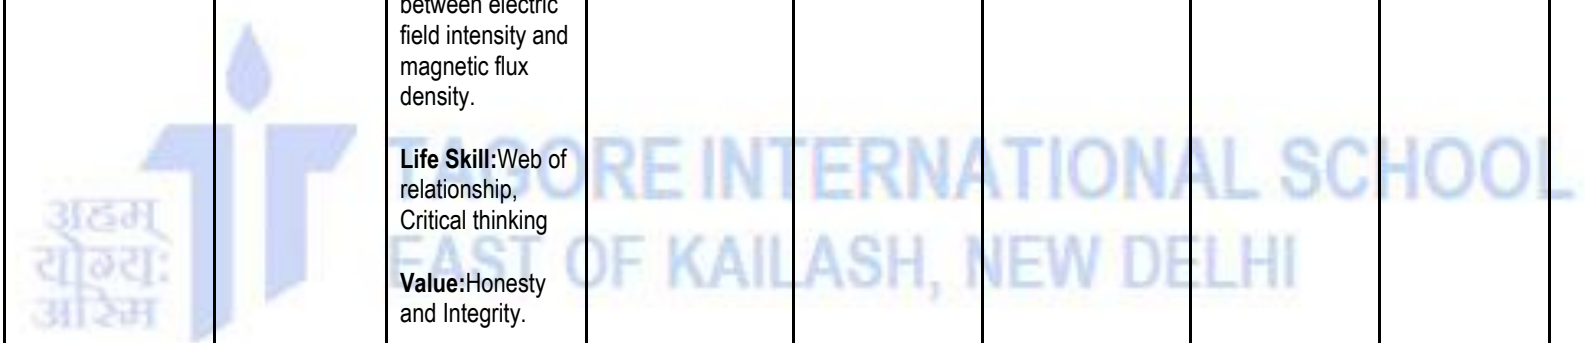 between electric
field intensity and
magnetic flux
density.
Life Skill:Web of
relationship,
Critical thinking
Value:Honesty
and Integrity.
TAGORE INTERNATIONAL SCHOOL
EAST OF KAILASH, NEW DELHI
अहम्
योग्यः
अस्मि